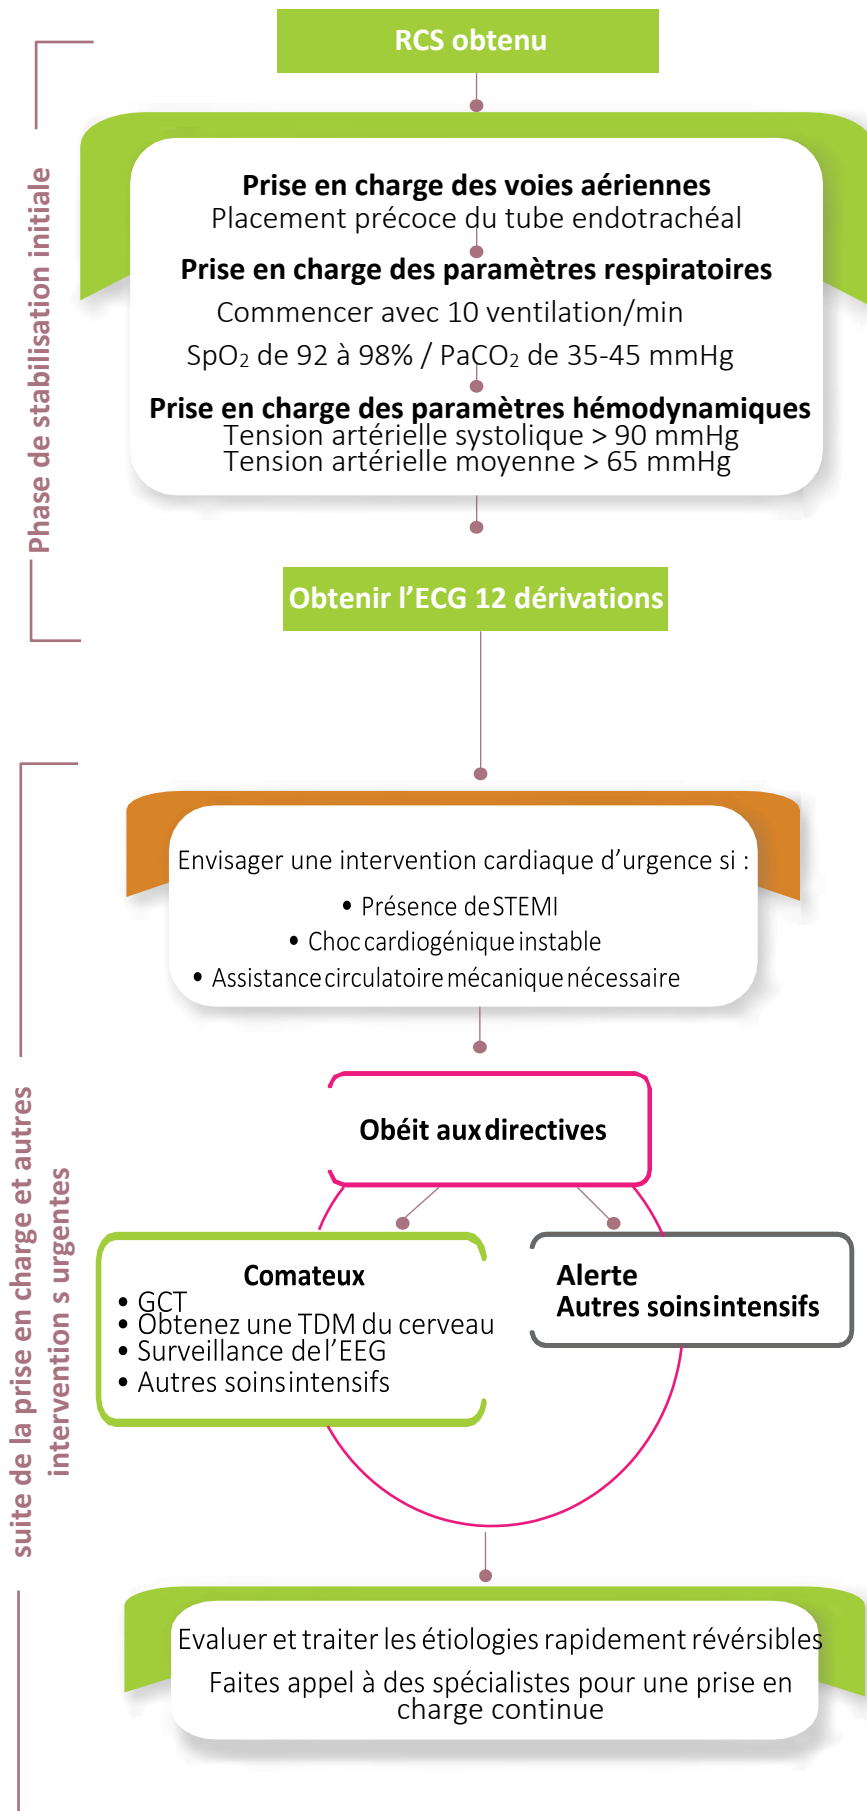 RCS obtenu
Phase de stabilisation initiale
Prise en charge des voies aériennes
Placement précoce du tube endotrachéal
Prise en charge des paramètres respiratoires
Commencer avec 10 ventilation/min
SpO₂ de 92 à 98% / PaCO₂ de 35-45 mmHg
Prise en charge des paramètres hémodynamiques
Tension artérielle systolique > 90 mmHg
Tension artérielle moyenne > 65 mmHg
Obtenir l’ECG 12 dérivations
suite de la prise en charge et autres
intervention s urgentes
Envisager une intervention cardiaque d’urgence si :
• Présence de STEMI
• Choc cardiogénique instable
• Assistance circulatoire mécanique nécessaire
Obéit aux directives
Comateux
• GCT
• Obtenez une TDM du cerveau
• Surveillance de l’EEG
• Autres soins intensifs
Alerte
Autres soins intensifs
Evaluer et traiter les étiologies rapidement révérsibles
Faites appel à des spécialistes pour une prise en
charge continue